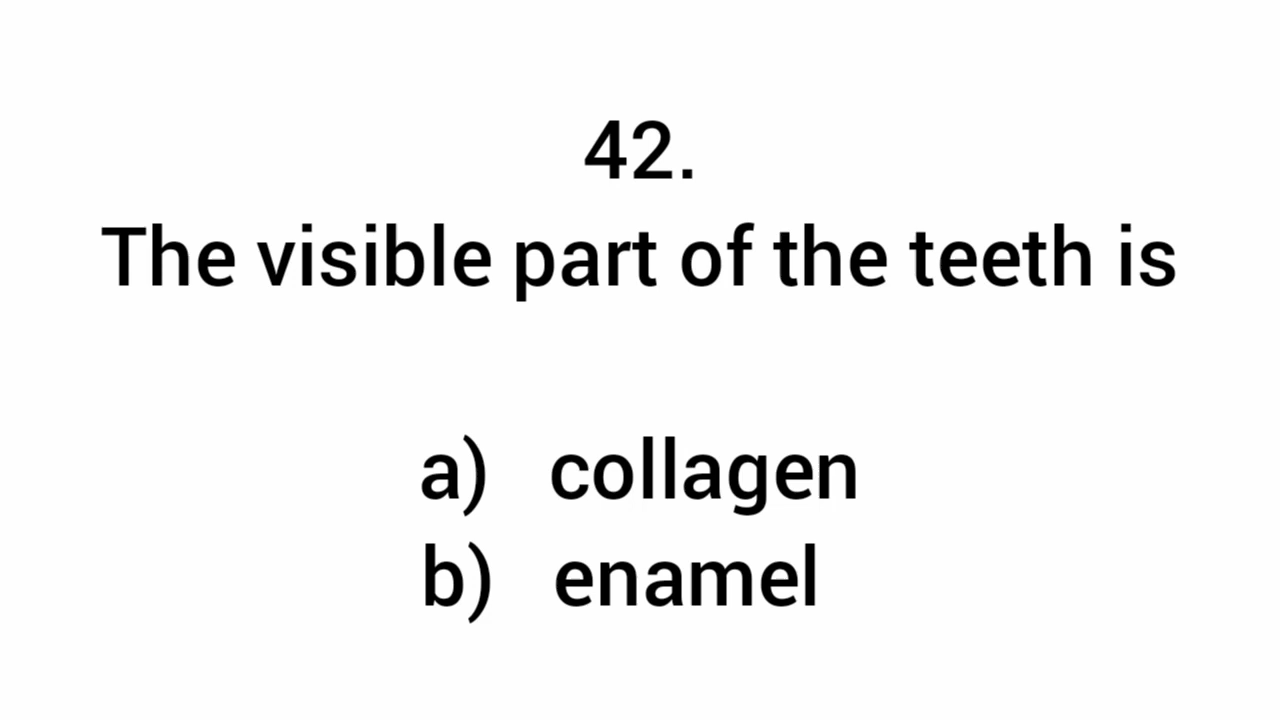 42.
The visible part of the teeth is
a) collagen
b) enamel